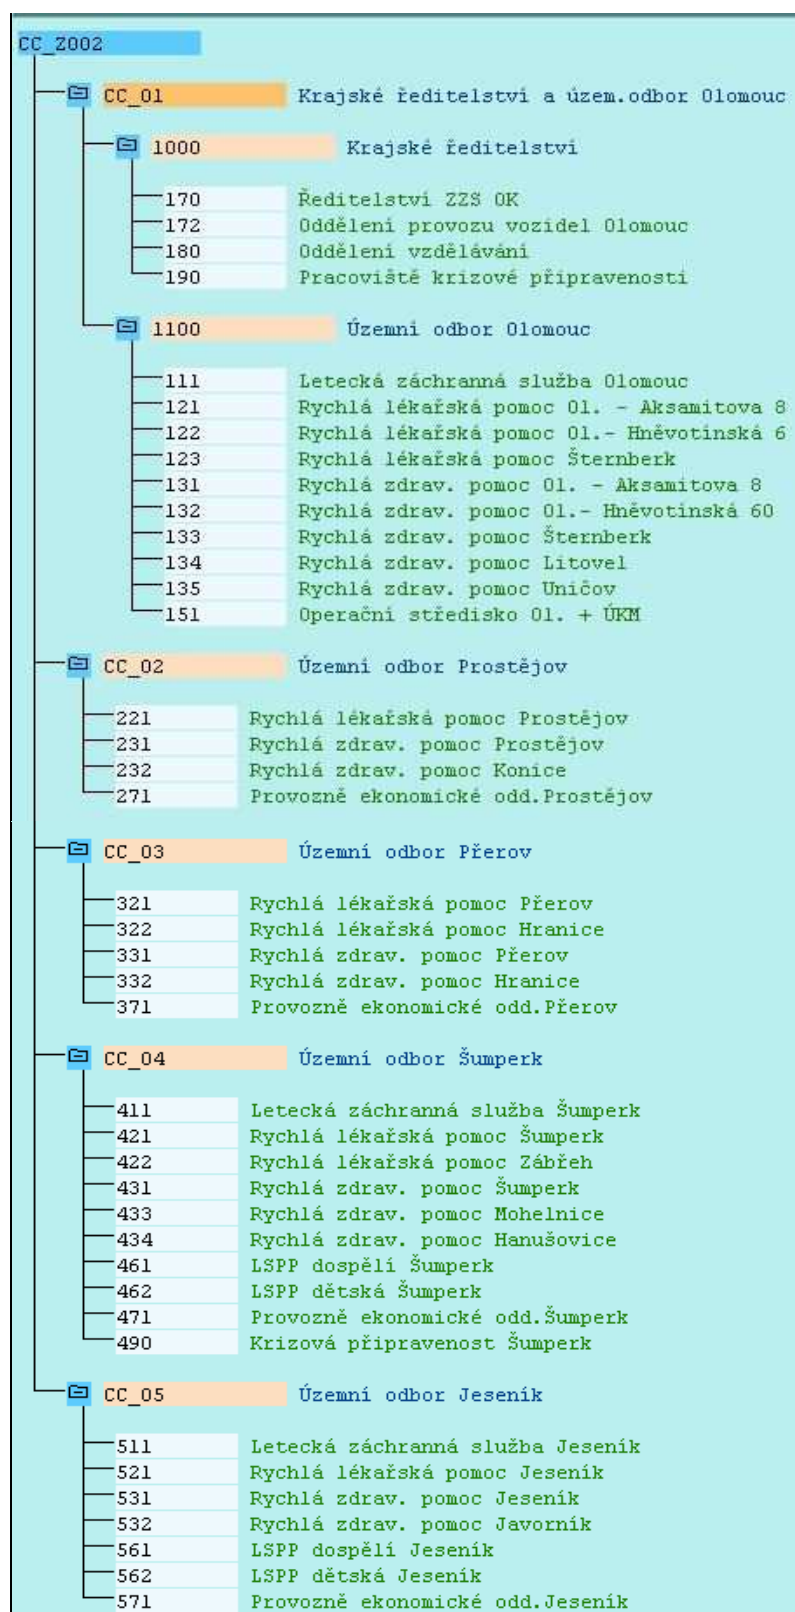 CC_Z002
CC_01 Krajské ředitelství a územ.odbor Olomouc
1000 Krajské ředitelství
170 Ředitelství ZZS OK
172 Oddělení provozu vozidel Olomouc
180 Oddělení vzdělávání
190 Pracoviště krizové připravenosti
1100 Územní odbor Olomouc
111 Letecká záchranná služba Olomouc
121 Rychlá lékařská pomoc Ol. - Aksamitova 8
122 Rychlá lékařská pomoc Ol.- Hněvotínská 6
123 Rychlá lékařská pomoc Šternberk
131 Rychlá zdrav. pomoc Ol. - Aksamitova 8
132 Rychlá zdrav. pomoc Ol.- Hněvotínská 60
133 Rychlá zdrav. pomoc Šternberk
134 Rychlá zdrav. pomoc Litovel
135 Rychlá zdrav. pomoc Uničov
151 Operační středisko Ol. + ÚKM
CC_02 Územní odbor Prostějov
221 Rychlá lékařská pomoc Prostějov
231 Rychlá zdrav. pomoc Prostějov
232 Rychlá zdrav. pomoc Konice
271 Provozně ekonomické odd.Prostějov
CC_03 Územní odbor Přerov
321 Rychlá lékařská pomoc Přerov
322 Rychlá lékařská pomoc Hranice
331 Rychlá zdrav. pomoc Přerov
332 Rychlá zdrav. pomoc Hranice
371 Provozně ekonomické odd.Přerov
CC_04 Územní odbor Šumperk
411 Letecká záchranná služba Šumperk
421 Rychlá lékařská pomoc Šumperk
422 Rychlá lékařská pomoc Zábřeh
431 Rychlá zdrav. pomoc Šumperk
433 Rychlá zdrav. pomoc Mohelnice
434 Rychlá zdrav. pomoc Hanušovice
461 LSPP dospělí Šumperk
462 LSPP dětská Šumperk
471 Provozně ekonomické odd.Šumperk
490 Krizová připravenost Šumperk
CC_05 Územní odbor Jeseník
511 Letecká záchranná služba Jeseník
521 Rychlá lékařská pomoc Jeseník
531 Rychlá zdrav. pomoc Jeseník
532 Rychlá zdrav. pomoc Javorník
561 LSPP dospělí Jeseník
562 LSPP dětská Jeseník
571 Provozně ekonomické odd.Jeseník